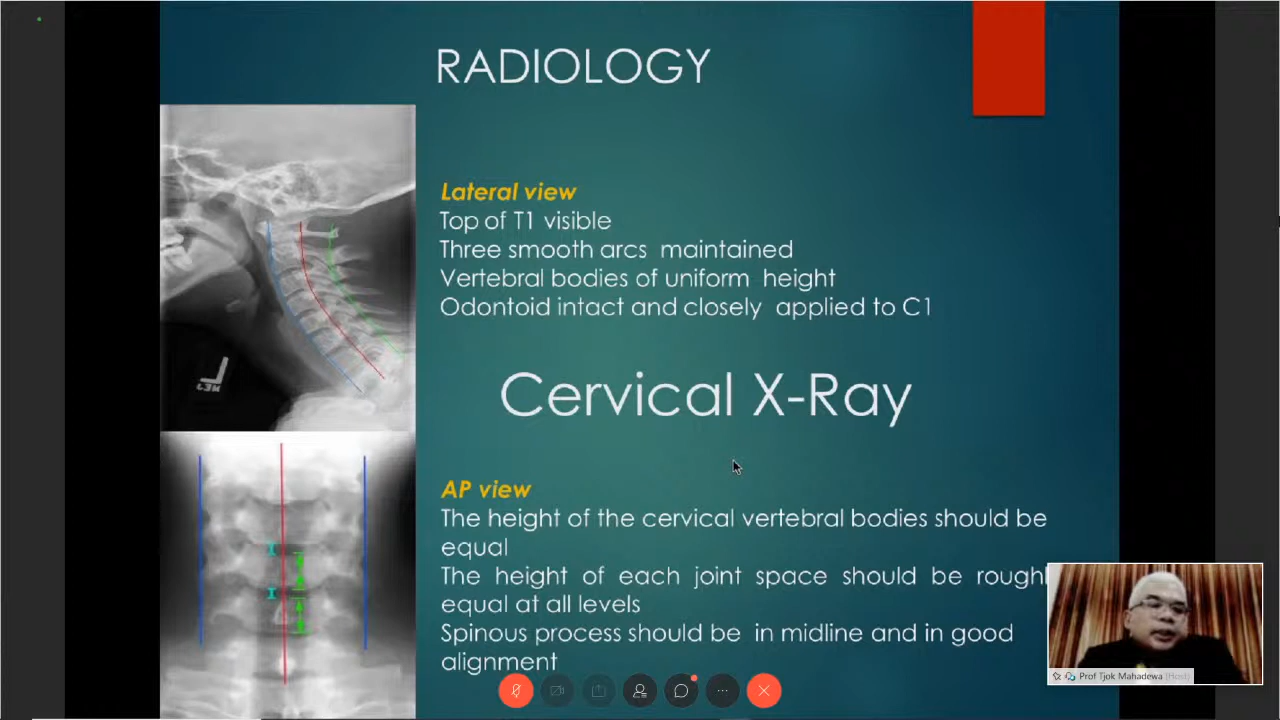 RADIOLOGY
Lateral view
Top of T1 visible
Three smooth arcs maintained
Vertebral bodies of uniform height
Odontoid intact and closely applied to C1
Cervical X-Ray
AP view
The height of the cervical vertebral bodies should be
equal
The height of each joint space should be
equal at all levels
Spinous process should be in midline and in good
alignment
Prof Tjok Mahadewa (Host)
L